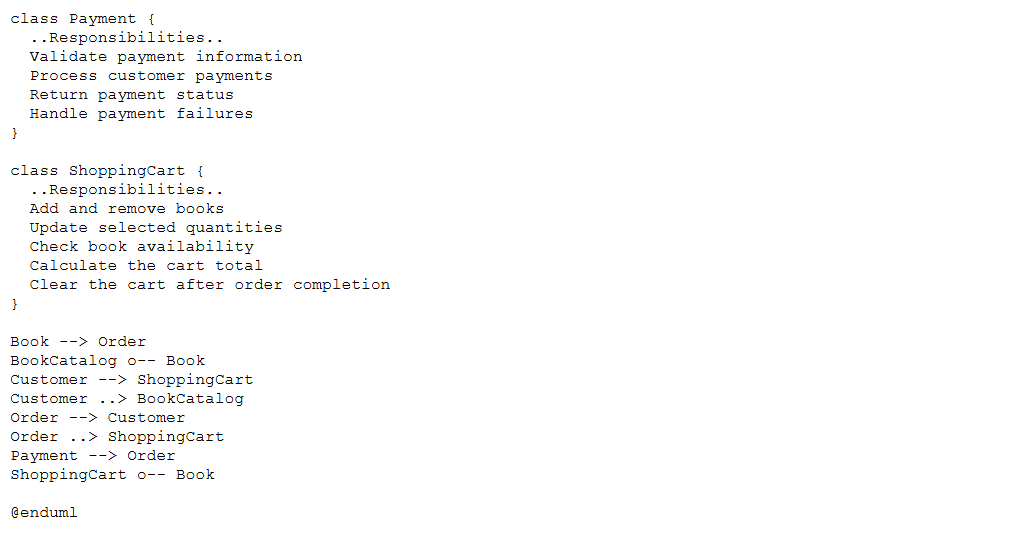 class Payment {
  ..Responsibilities..
  Validate payment information
  Process customer payments
  Return payment status
  Handle payment failures
}

class ShoppingCart {
  ..Responsibilities..
  Add and remove books
  Update selected quantities
  Check book availability
  Calculate the cart total
  Clear the cart after order completion
}

Book --> Order
BookCatalog o-- Book
Customer --> ShoppingCart
Customer ..> BookCatalog
Order --> Customer
Order ..> ShoppingCart
Payment --> Order
ShoppingCart o-- Book

@enduml